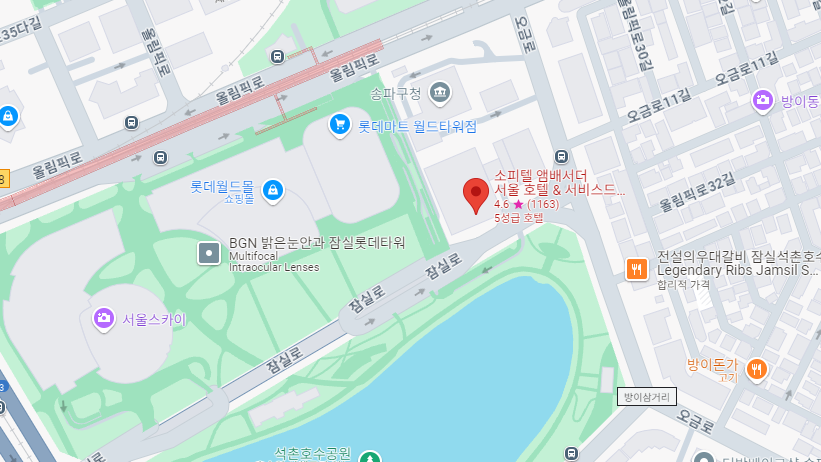 35다길
올림픽로
오금로
올림픽로30길
오금로11길
올림픽로
송파구청
오금로11길
방이동
롯데마트 월드타워점
올림픽로
8
소피텔 앰배서더
서울 호텔 & 서비스드...
4.6 ★ (1163)
5성급 호텔
롯데월드몰
쇼핑몰
올림픽로32길
BGN 밝은눈안과 잠실롯데타워
Multifocal
Intraocular Lenses
잠실로
전설의우대갈비 잠실석촌호수
Legendary Ribs Jamsil S...
합리적 가격
잠실로
서울스카이
잠실로
방이돈가
고기
3
방이삼거리
오금로
석촌호수공원